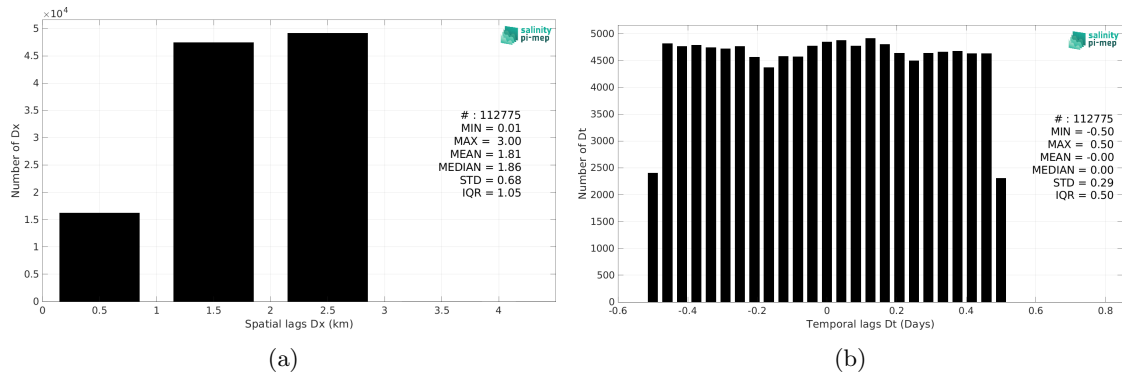 ×10⁴
5
4.5
4
3.5
3
2.5
2
1.5
1
0.5
0
Number of Dx
0 0.5 1 1.5 2 2.5 3 3.5 4
Spatial lags Dx (km)
salinity
pi-mep
# : 112775
MIN = 0.01
MAX = 3.00
MEAN = 1.81
MEDIAN = 1.86
STD = 0.68
IQR = 1.05
(a)
5000
4500
4000
3500
3000
2500
2000
1500
1000
500
0
Number of Dt
-0.6 -0.4 -0.2 0 0.2 0.4 0.6 0.8
Temporal lags Dt (Days)
salinity
pi-mep
# : 112775
MIN = -0.50
MAX = 0.50
MEAN = -0.00
MEDIAN = 0.00
STD = 0.29
IQR = 0.50
(b)